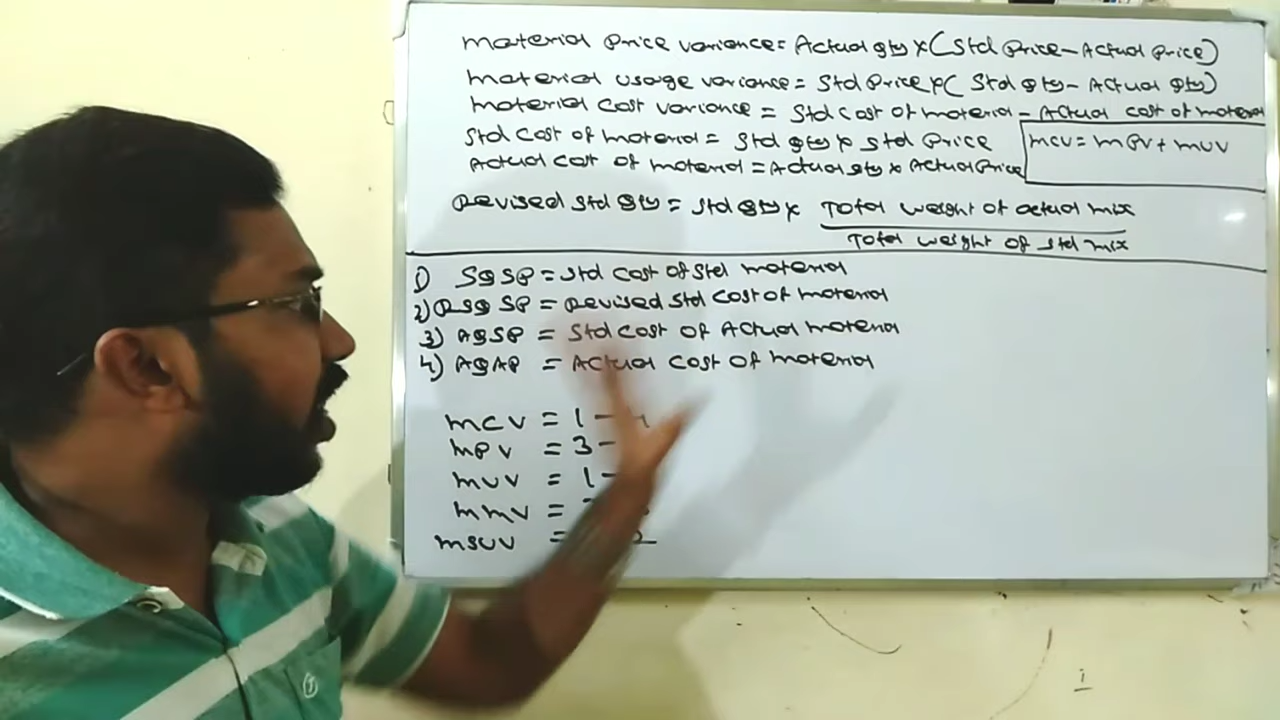 Material Price variance = Actual qty x (Std Price - Actual Price)
Material usage variance = Std Price x ( Std qty - Actual qty)
Material Cost variance = Std Cost of material - Actual cost of material
Std Cost of material = Std qty x Std Price
mcv = mpv + muv
Actual Cost of material = Actual qty x Actual Price
Revised Std qty = Std qty x Total weight of actual mix
Total weight of std mix
1) SQSP = Std Cost of Std material
2) RSQ SP = Revised Std Cost of material
3) AQSP = Std Cost of Actual material
4) AQAP = Actual Cost of material
mcv = 1 -
mpv = 3 -
muv = 1 -
mmv =
msuv =